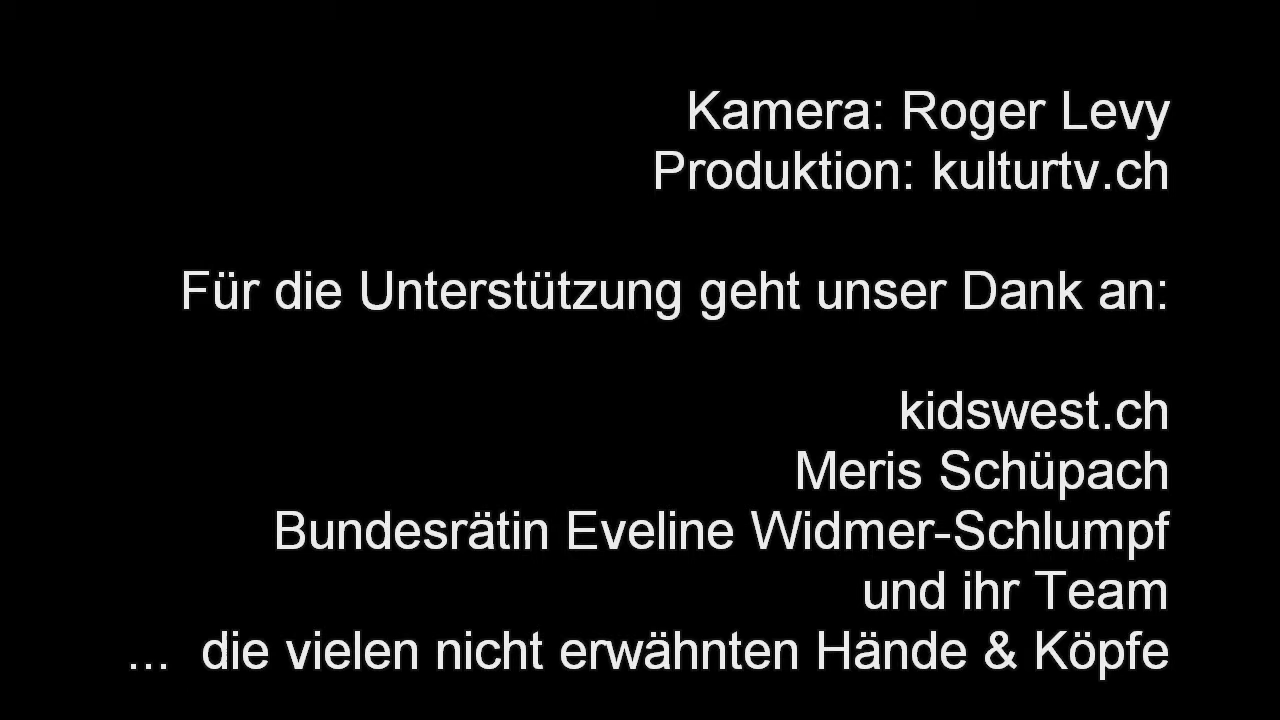 Kamera: Roger Levy
Produktion: kulturtv.ch
Für die Unterstützung geht unser Dank an:
kidswest.ch
Meris Schüpach
Bundesrätin Eveline Widmer-Schlumpf
und ihr Team
... die vielen nicht erwähnten Hände & Köpfe